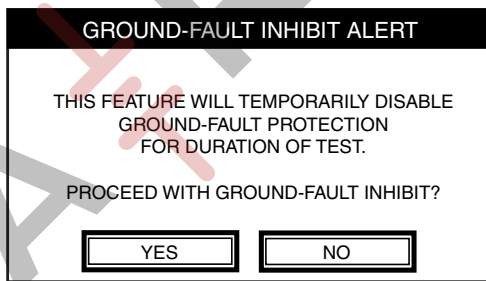 GROUND-FAULT INHIBIT ALERT
THIS FEATURE WILL TEMPORARILY DISABLE
GROUND-FAULT PROTECTION
FOR DURATION OF TEST.
PROCEED WITH GROUND-FAULT INHIBIT?
YES NO